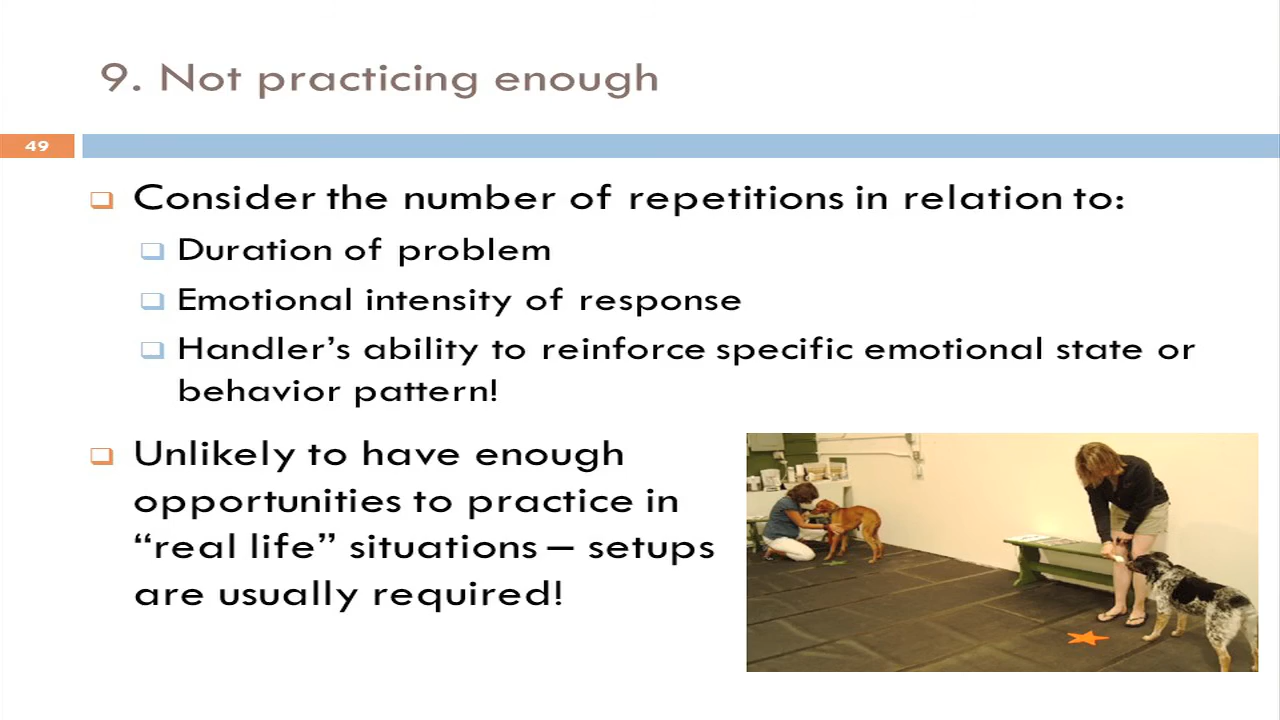 9. Not practicing enough
49
Consider the number of repetitions in relation to:
Duration of problem
Emotional intensity of response
Handler’s ability to reinforce specific emotional state or
behavior pattern!
Unlikely to have enough
opportunities to practice in
“real life” situations – setups
are usually required!